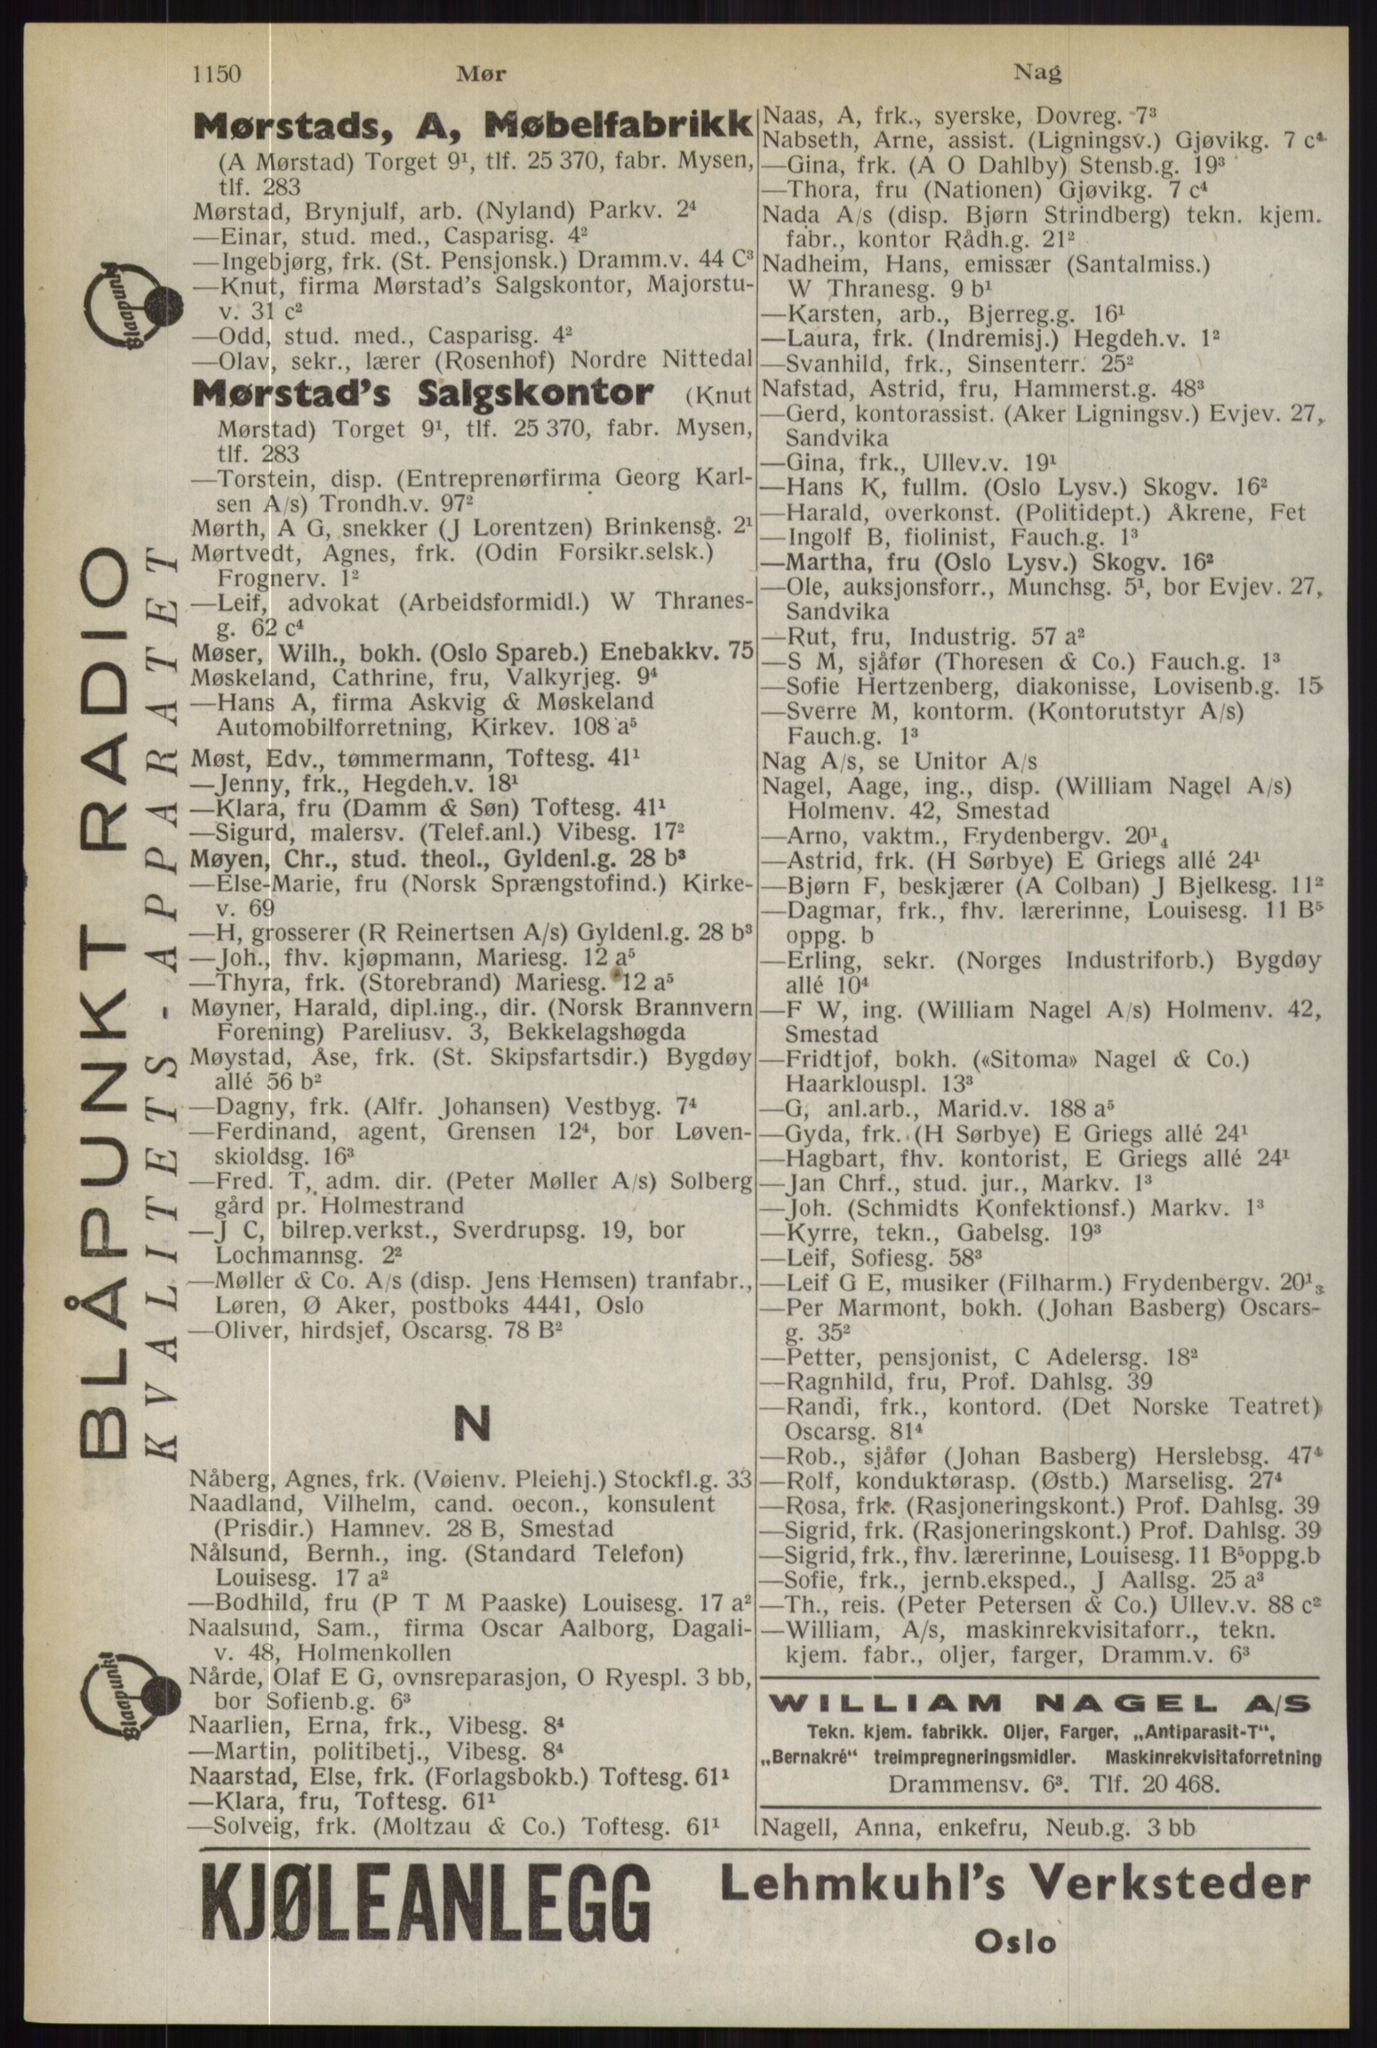 1150
Mør
Nag
Mørstads, A, Møbelfabrikk
(A Mørstad) Torget 9¹, tlf. 25 370, fabr. Mysen,
tlf. 283
Mørstad, Brynjulf, arb. (Nyland) Parkv. 2⁴
—Einar, stud. med., Casparisg. 4²
—Ingebjørg, frk. (St. Pensjonsk.) Dramm.v. 44 C³
—Knut, firma Mørstad's Salgskontor, Majorstu-
v. 31 c²
—Odd, stud. med., Casparisg. 4²
—Olav, sekr., lærer (Rosenhof) Nordre Nittedal
Mørstad's Salgskontor (Knut
Mørstad) Torget 9¹, tlf. 25 370, fabr. Mysen,
tlf. 283
—Torstein, disp. (Entreprenørfirma Georg Karl-
sen A/s) Trondh.v. 97²
Mørth, A G, snekker (J Lorentzen) Brinkensg. 2¹
Mørtvedt, Agnes, frk. (Odin Forsikr.selsk.)
Frognerv. 1²
—Leif, advokat (Arbeidsformidl.) W Thranes-
g. 62 c⁴
Møser, Wilh., bokh. (Oslo Spareb.) Enebakkv. 75
Møskeland, Cathrine, fru, Valkyrjeg. 9⁴
—Hans A, firma Askvig & Møskeland
Automobilforretning, Kirkev. 108 a⁵
Møst, Edv., tømmermann, Toftesg. 41¹
—Jenny, frk., Hegdeh.v. 18¹
—Klara, fru (Damm & Søn) Toftesg. 41¹
—Sigurd, malersv. (Telef.anl.) Vibesg. 17²
Møyen, Chr., stud. theol., Gyldenl.g. 28 b³
—Else-Marie, fru (Norsk Sprængstofind.) Kirke-
v. 69
—H, grosserer (R Reinertsen A/s) Gyldenl.g. 28 b³
—Joh., fhv. kjøpmann, Mariesg. 12 a⁵
—Thyra, frk. (Storebrand) Mariesg. 12 a⁵
Møyner, Harald, dipl.ing., dir. (Norsk Brannvern
Forening) Pareliusv. 3, Bekkelagshøgda
Møystad, Åse, frk. (St. Skipsfartsdir.) Bygdøy
allé 56 b²
—Dagny, frk. (Alfr. Johansen) Vestbyg. 7⁴
—Ferdinand, agent, Grensen 12⁴, bor Løven-
skioldsg. 16³
—Fred. T, adm. dir. (Peter Møller A/s) Solberg
gård pr. Holmestrand
—J C, bilrep.verkst., Sverdrupsg. 19, bor
Lochmannsg. 2²
—Møller & Co. A/s (disp. Jens Hemsen) tranfabr.,
Løren, Ø Aker, postboks 4441, Oslo
—Oliver, hirdsjef, Oscarsg. 78 B²
N
Nåberg, Agnes, frk. (Vøienv. Pleiehj.) Stockfl.g. 33
Naadland, Vilhelm, cand. oecon., konsulent
(Prisdir.) Hamnev. 28 B, Smestad
Nålsund, Bernh., ing. (Standard Telefon)
Louisesg. 17 a²
—Bodhild, fru (P T M Paaske) Louisesg. 17 a²
Naalsund, Sam., firma Oscar Aalborg, Dagali-
v. 48, Holmenkollen
Nårde, Olaf E G, ovnsreparasjon, O Ryespl. 3 bb,
bor Sofienb.g. 6³
Naarlien, Erna, frk., Vibesg. 8⁴
—Martin, politibetj., Vibesg. 8⁴
Naarstad, Else, frk. (Forlagsbokb.) Toftesg. 61¹
—Klara, fru, Toftesg. 61¹
—Solveig, frk. (Moltzau & Co.) Toftesg. 61¹
Naas, A, frk., syerske, Dovreg. 7³
Nabseth, Arne, assist. (Ligningsv.) Gjøvikg. 7 c⁴
—Gina, frk. (A O Dahlby) Stensb.g. 19³
—Thora, fru (Nationen) Gjøvikg. 7 c⁴
Nada A/s (disp. Bjørn Strindberg) tekn. kjem.
fabr., kontor Rådh.g. 21²
Nadheim, Hans, emissær (Santalmiss.)
W Thranesg. 9 b¹
—Karsten, arb., Bjerreg.g. 16¹
—Laura, frk. (Indremisj.) Hegdeh.v. 1²
—Svanhild, frk., Sinsenterr. 25²
Nafstad, Astrid, fru, Hammerst.g. 48³
—Gerd, kontorassist. (Aker Ligningsv.) Evjev. 27,
Sandvika
—Gina, frk., Ullev.v. 19¹
—Hans K, fullm. (Oslo Lysv.) Skogv. 16²
—Harald, overkonst. (Politidept.) Åkrene, Fet
—Ingolf B, fiolinist, Fauch.g. 1³
—Martha, fru (Oslo Lysv.) Skogv. 16²
—Ole, auksjonsforr., Munchsg. 5¹, bor Evjev. 27,
Sandvika
—Rut, fru, Industrig. 57 a²
—S M, sjåfør (Thoresen & Co.) Fauch.g. 1³
—Sofie Hertzenberg, diakonisse, Lovisenb.g. 15
—Sverre M, kontorm. (Kontorutstyr A/s)
Fauch.g. 1³
Nag A/s, se Unitor A/s
Nagel, Aage, ing., disp. (William Nagel A/s)
Holmenv. 42, Smestad
—Arno, vaktm., Frydenbergv. 20¹₄
—Astrid, frk. (H Sørbye) E Griegs allé 24¹
—Bjørn F, beskjærer (A Colban) J Bjelkesg. 11²
—Dagmar, frk., fhv. lærerinne, Louisesg. 11 B⁵
oppg. b
—Erling, sekr. (Norges Industriforb.) Bygdøy
allé 10⁴
—F W, ing. (William Nagel A/s) Holmenv. 42,
Smestad
—Fridtjof, bokh. («Sitoma» Nagel & Co.)
Haarklouspl. 13³
—G, anl.arb., Marid.v. 188 a⁵
—Gyda, frk. (H Sørbye) E Griegs allé 24¹
—Hagbart, fhv. kontorist, E Griegs allé 24¹
—Jan Chrf., stud. jur., Markv. 1³
—Joh. (Schmidts Konfektionsf.) Markv. 1³
—Kyrre, tekn., Gabelsg. 19³
—Leif, Sofiesg. 58³
—Leif G E, musiker (Filharm.) Frydenbergv. 20¹₃
—Per Marmont, bokh. (Johan Basberg) Oscars-
g. 35²
—Petter, pensjonist, C Adelersg. 18²
—Ragnhild, fru, Prof. Dahlsg. 39
—Randi, frk., kontord. (Det Norske Teatret)
Oscarsg. 81⁴
—Rob., sjåfør (Johan Basberg) Herslebsg. 47⁴
—Rolf, konduktørasp. (Østb.) Marselisg. 27⁴
—Rosa, frk. (Rasjoneringskont.) Prof. Dahlsg. 39
—Sigrid, frk. (Rasjoneringskont.) Prof. Dahlsg. 39
—Sigrid, frk., fhv. lærerinne, Louisesg. 11 B⁵oppg.b
—Sofie, frk., jernb.eksped., J Aallsg. 25 a³
—Th., reis. (Peter Petersen & Co.) Ullev.v. 88 c²
—William, A/s, maskinrekvisitaforr., tekn.
kjem. fabr., oljer, farger, Dramm.v. 6³
WILLIAM NAGEL A/S
Tekn. kjem. fabrikk. Oljer, Farger, „Antiparasit-T“,
„Bernakré“ treimpregneringsmidler. Maskinrekvisitaforretning
Drammensv. 6³. Tlf. 20 468.
Nagell, Anna, enkefru, Neub.g. 3 bb
Blaapunkt
BLÅPUNKT RADIO
KVALITETS-APPARATET
Blaapunkt
KJØLEANLEGG
Lehmkuhl's Verksteder
Oslo